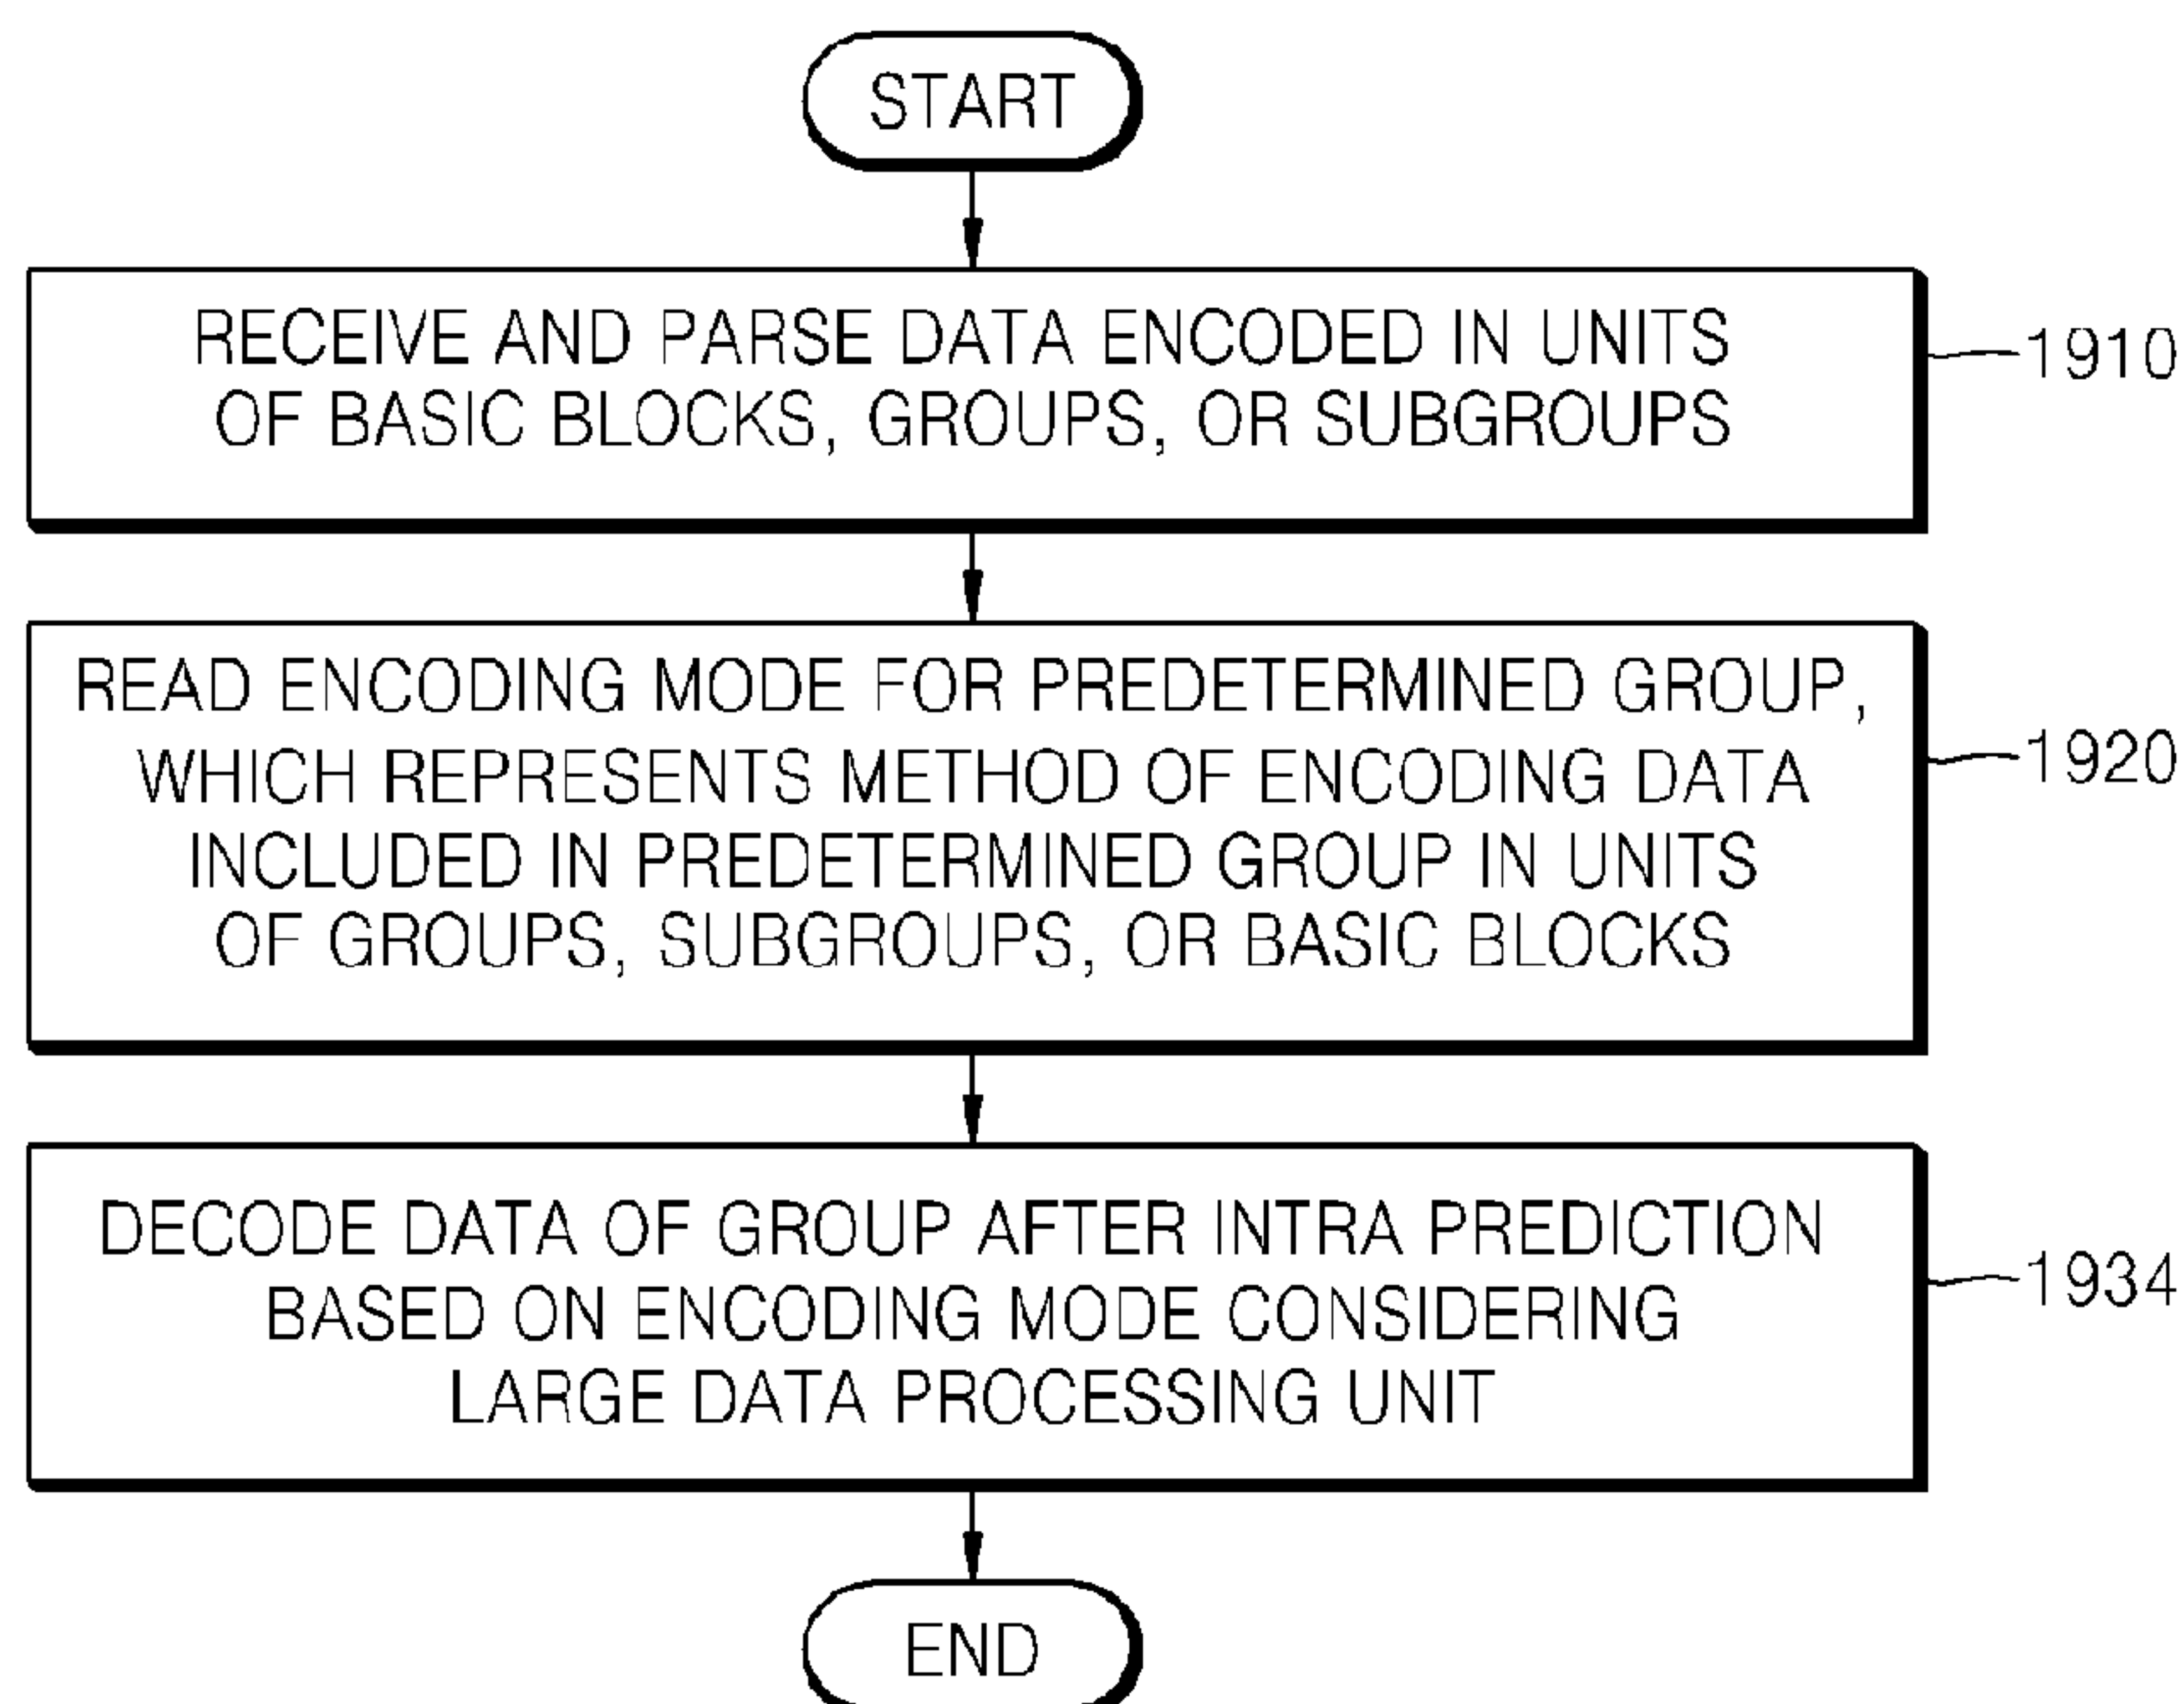 START
RECEIVE AND PARSE DATA ENCODED IN UNITS
OF BASIC BLOCKS, GROUPS, OR SUBGROUPS
1910
READ ENCODING MODE FOR PREDETERMINED GROUP,
WHICH REPRESENTS METHOD OF ENCODING DATA
INCLUDED IN PREDETERMINED GROUP IN UNITS
OF GROUPS, SUBGROUPS, OR BASIC BLOCKS
1920
DECODE DATA OF GROUP AFTER INTRA PREDICTION
BASED ON ENCODING MODE CONSIDERING
LARGE DATA PROCESSING UNIT
1934
END